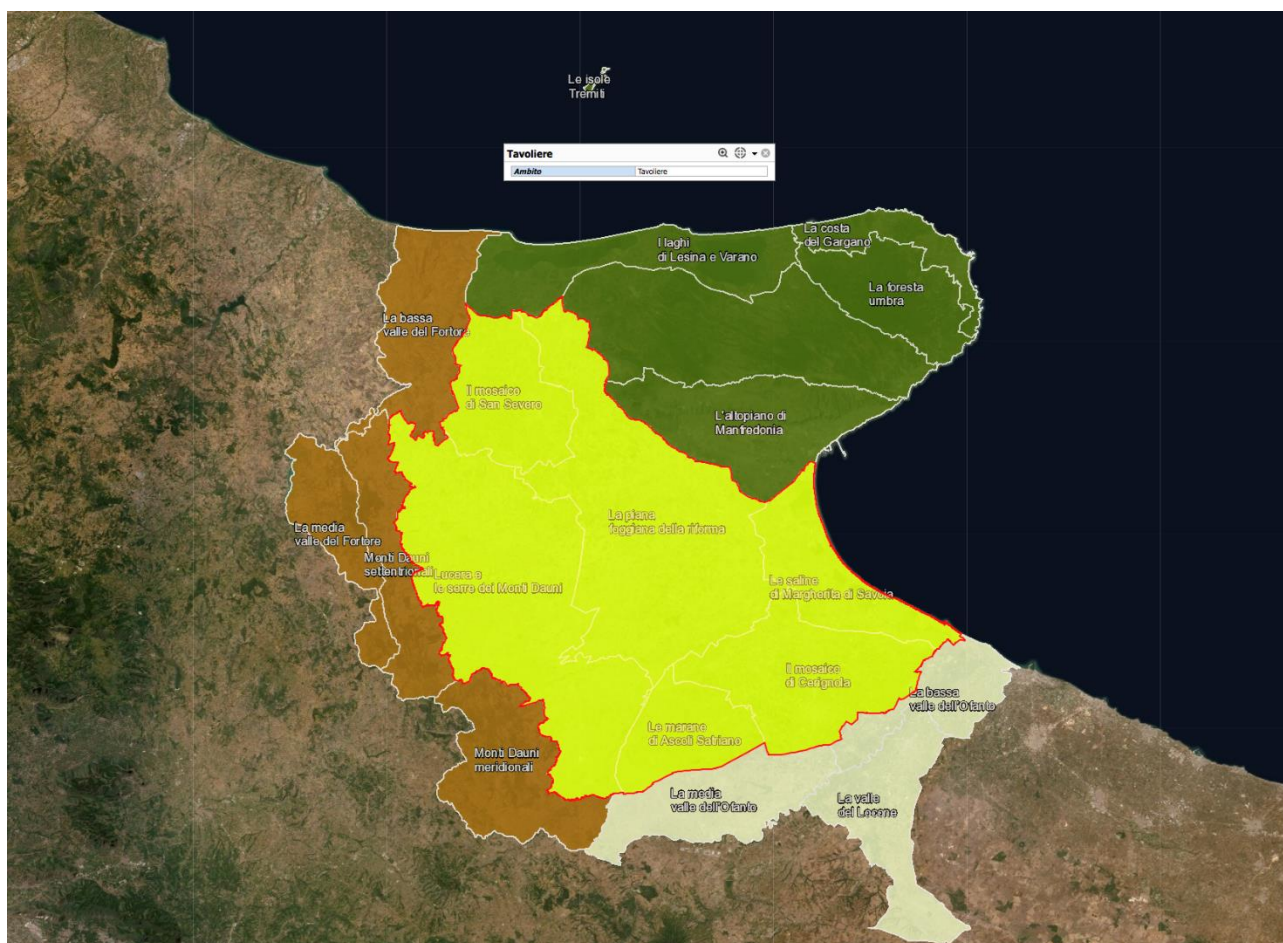 Le isole
Tremiti
Tavoliere
Ambito Tavoliere
La costa
del Gargano
I laghi
di Lesina e Varano
La foresta
umbra
La bassa
valle del Fortore
Il mosaico
di San Severo
L'altopiano di
Manfredonia
La piana
foggiana della riforma
La media
valle del Fortore
Monti Dauni
settentrionali
Lucera e
le serre dei Monti Dauni
Le saline
di Margherita di Savoia
Il mosaico
di Cerignola
La bassa
valle dell'Ofanto
Le marane
di Ascoli Satriano
Monti Dauni
meridionali
La media
valle dell'Ofanto
La valle
del Locone